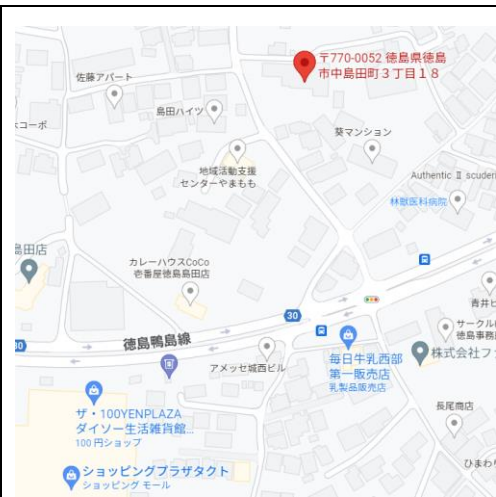 〒770-0052 徳島県徳島
市中島田町3丁目18
佐藤アパート
島田ハイツ
コーポ
葵マンション
地域活動支援
センターやまもも
Authentic Ⅱ scuderi
林獣医科病院
島田店
カレーハウスCoCo
壱番屋徳島島田店
青井ビ
30
サークルK
徳島事務
30
徳島鴨島線
アメッセ城西ビル
毎日牛乳西部
第一販売店
乳製品販売店
株式会社フ
ザ・100YENPLAZA
ダイソー生活雑貨館...
100 円ショップ
長尾商店
ショッピングプラザタクト
ショッピング モール
ひまわり